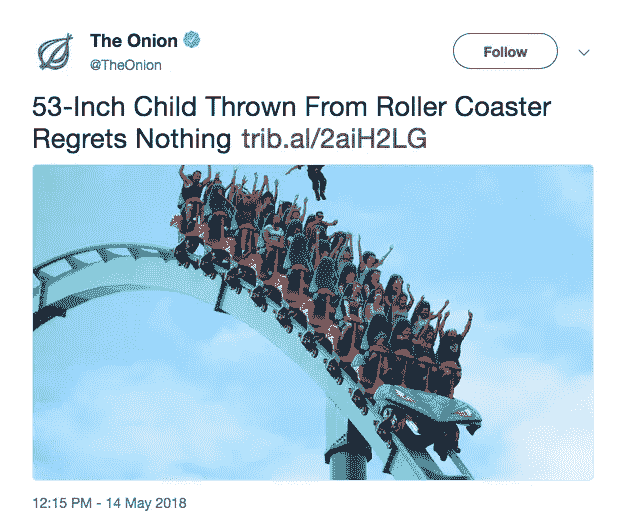 The Onion
@TheOnion
Follow
53-Inch Child Thrown From Roller Coaster
Regrets Nothing trib.al/2aiH2LG
12:15 PM - 14 May 2018